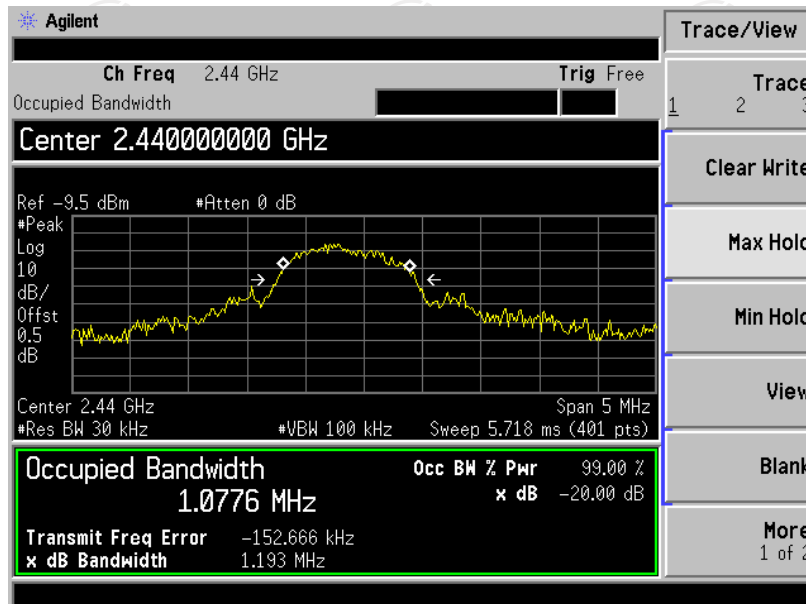 Agilent
Trace/View
Ch Freq 2.44 GHz
Trig Free
Occupied Bandwidth
Trace
1 2 3
Center 2.440000000 GHz
Clear Write
Ref -9.5 dBm #Atten 0 dB
#Peak
Log
10
dB/
Offst
0.5
dB
Max Hold
Min Hold
Center 2.44 GHz
Span 5 MHz
#Res BW 30 kHz #VBW 100 kHz Sweep 5.718 ms (401 pts)
View
Occupied Bandwidth
1.0776 MHz
Occ BW % Pwr 99.00 %
x dB -20.00 dB
Blank
Transmit Freq Error -152.666 kHz
x dB Bandwidth 1.193 MHz
More
1 of 2